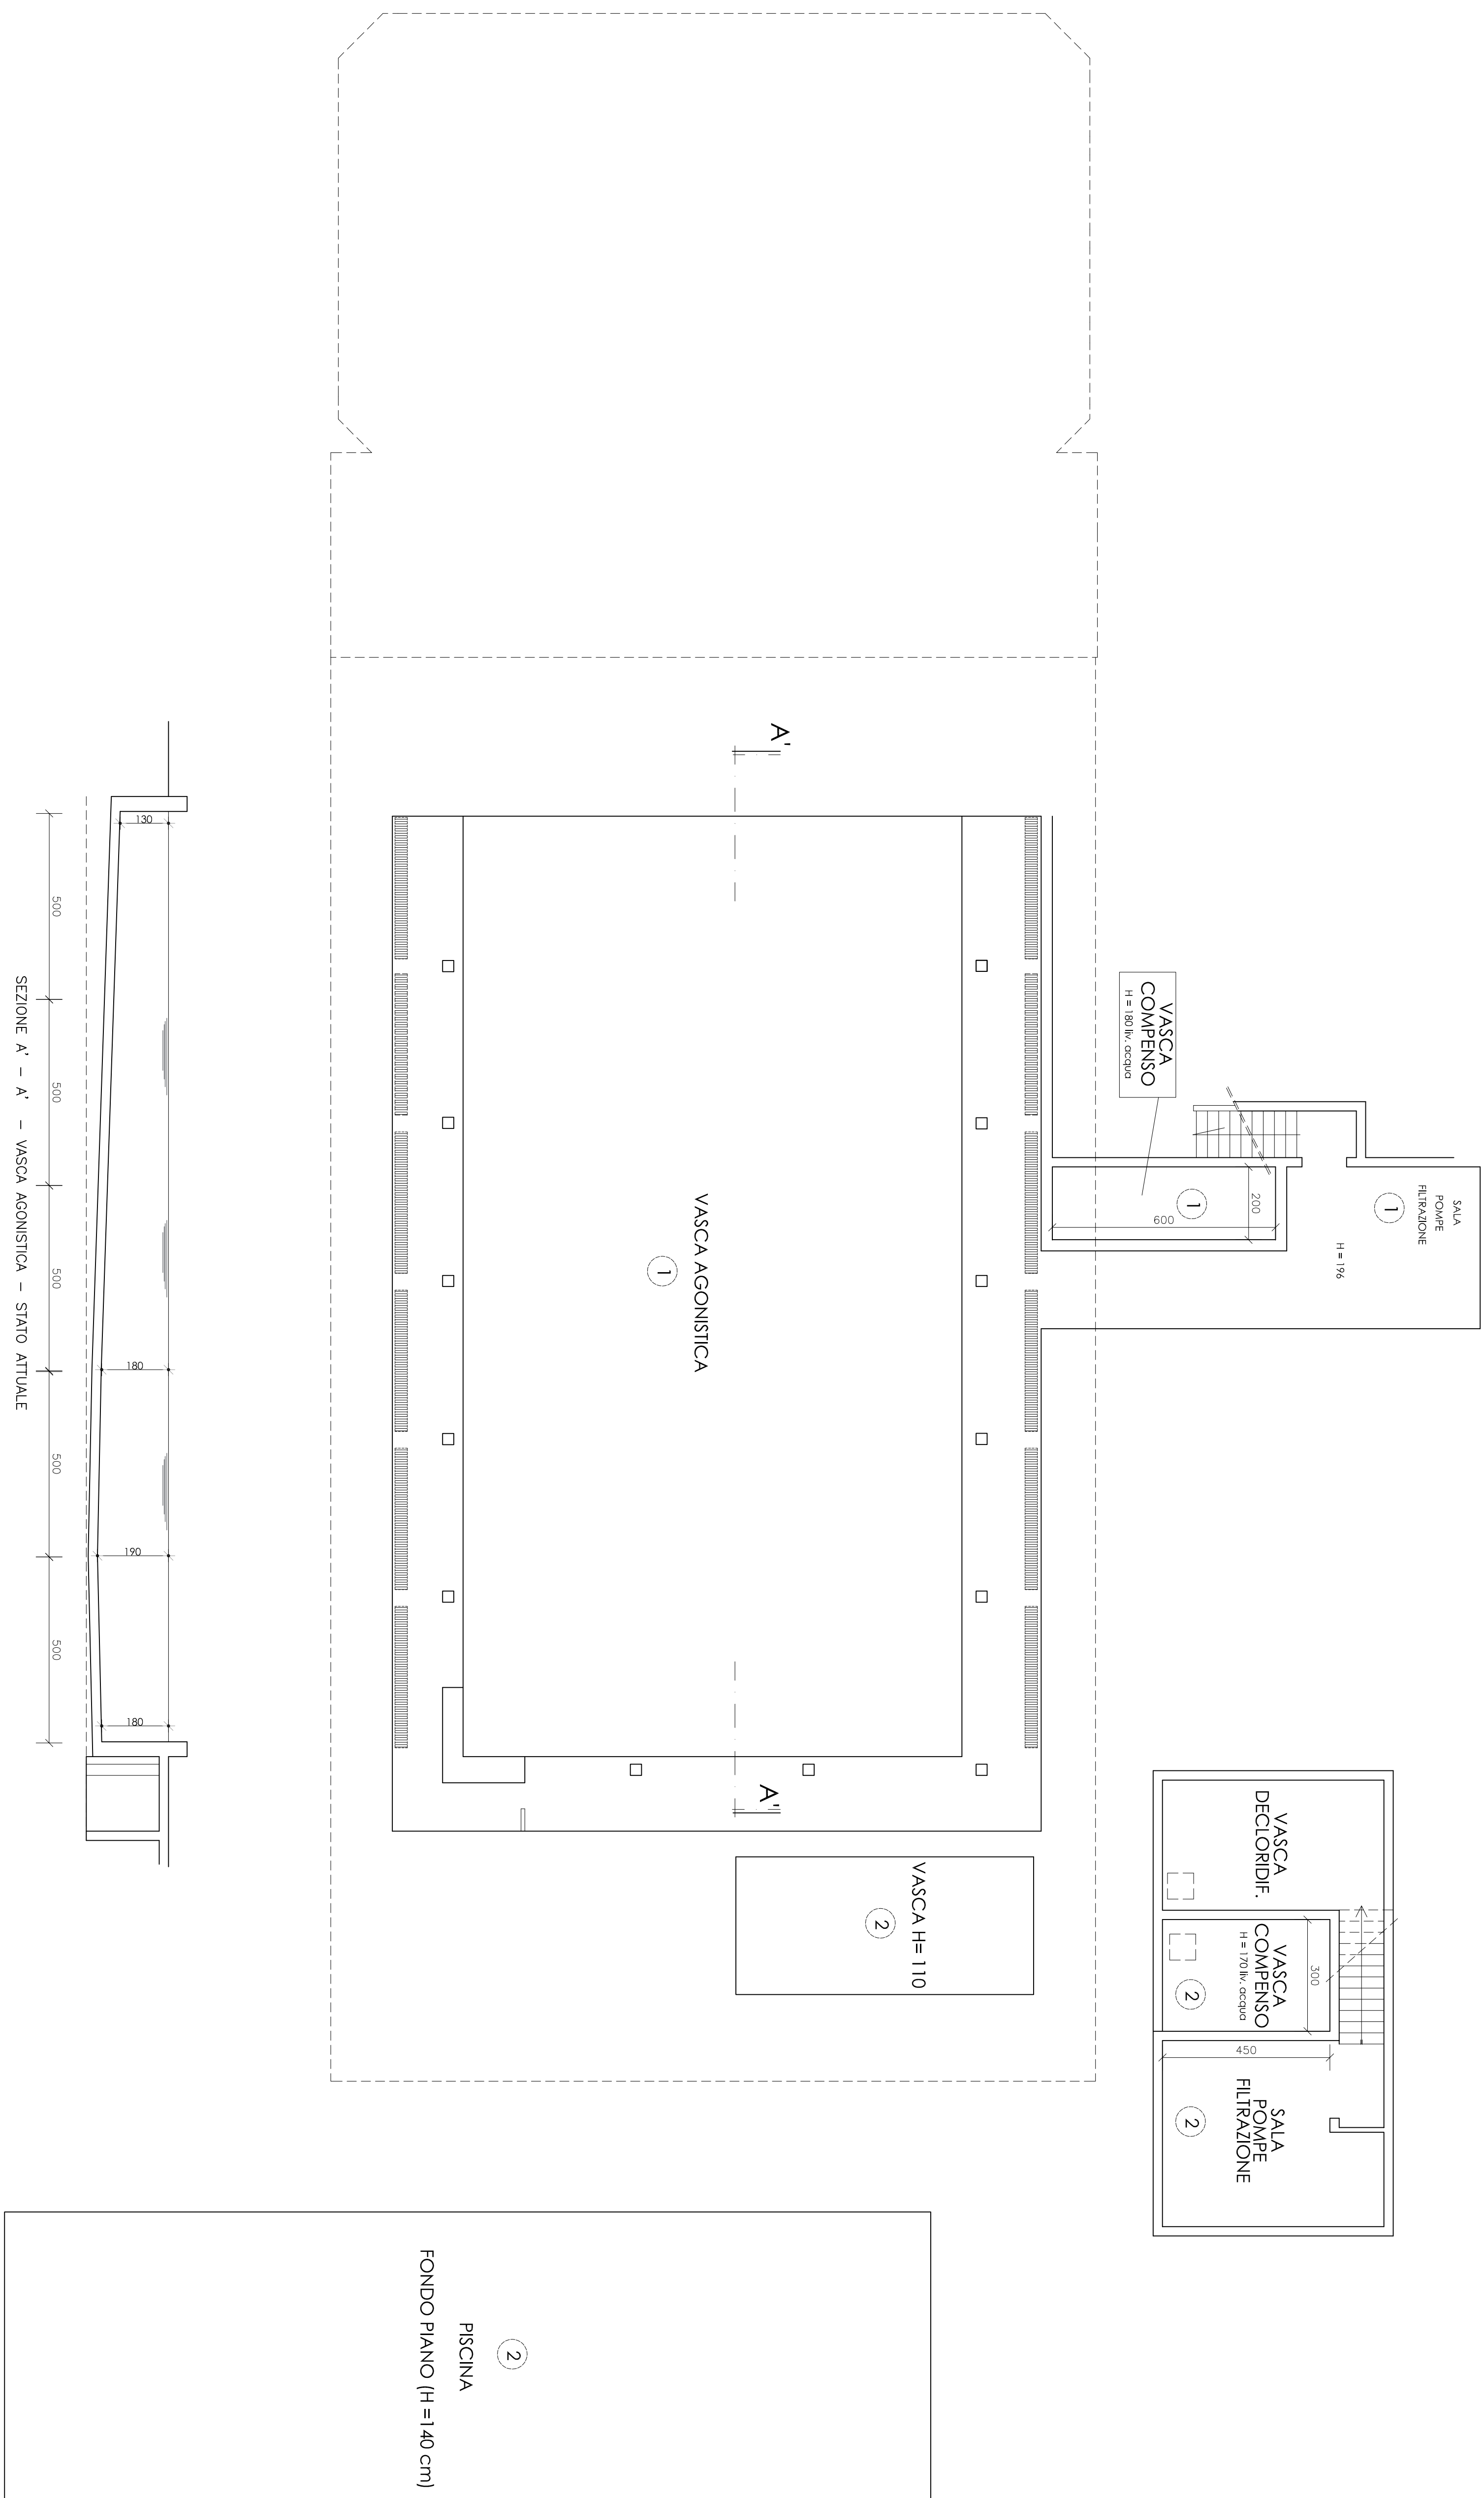 SALA
POMPE
FILTRAZIONE
1
H = 196
VASCA
COMPENSO
H = 180 liv. acqua
1
200
600
A'
VASCA AGONISTICA
1
A'
VASCA
DECLORIDIF.
VASCA
COMPENSO
H = 170 liv. acqua
2
300
450
SALA
POMPE
FILTRAZIONE
2
VASCA H= 110
2
130
180
190
180
500
500
500
500
500
SEZIONE A' – A' – VASCA AGONISTICA – STATO ATTUALE
2
PISCINA
FONDO PIANO (H =140 cm)